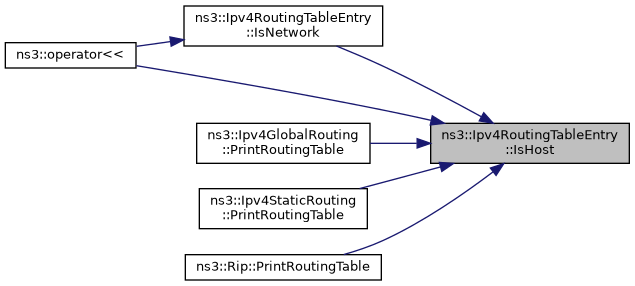 ns3::Ipv4RoutingTableEntry
::IsNetwork
ns3::operator<<
ns3::Ipv4GlobalRouting
::PrintRoutingTable
ns3::Ipv4RoutingTableEntry
::IsHost
ns3::Ipv4StaticRouting
::PrintRoutingTable
ns3::Rip::PrintRoutingTable